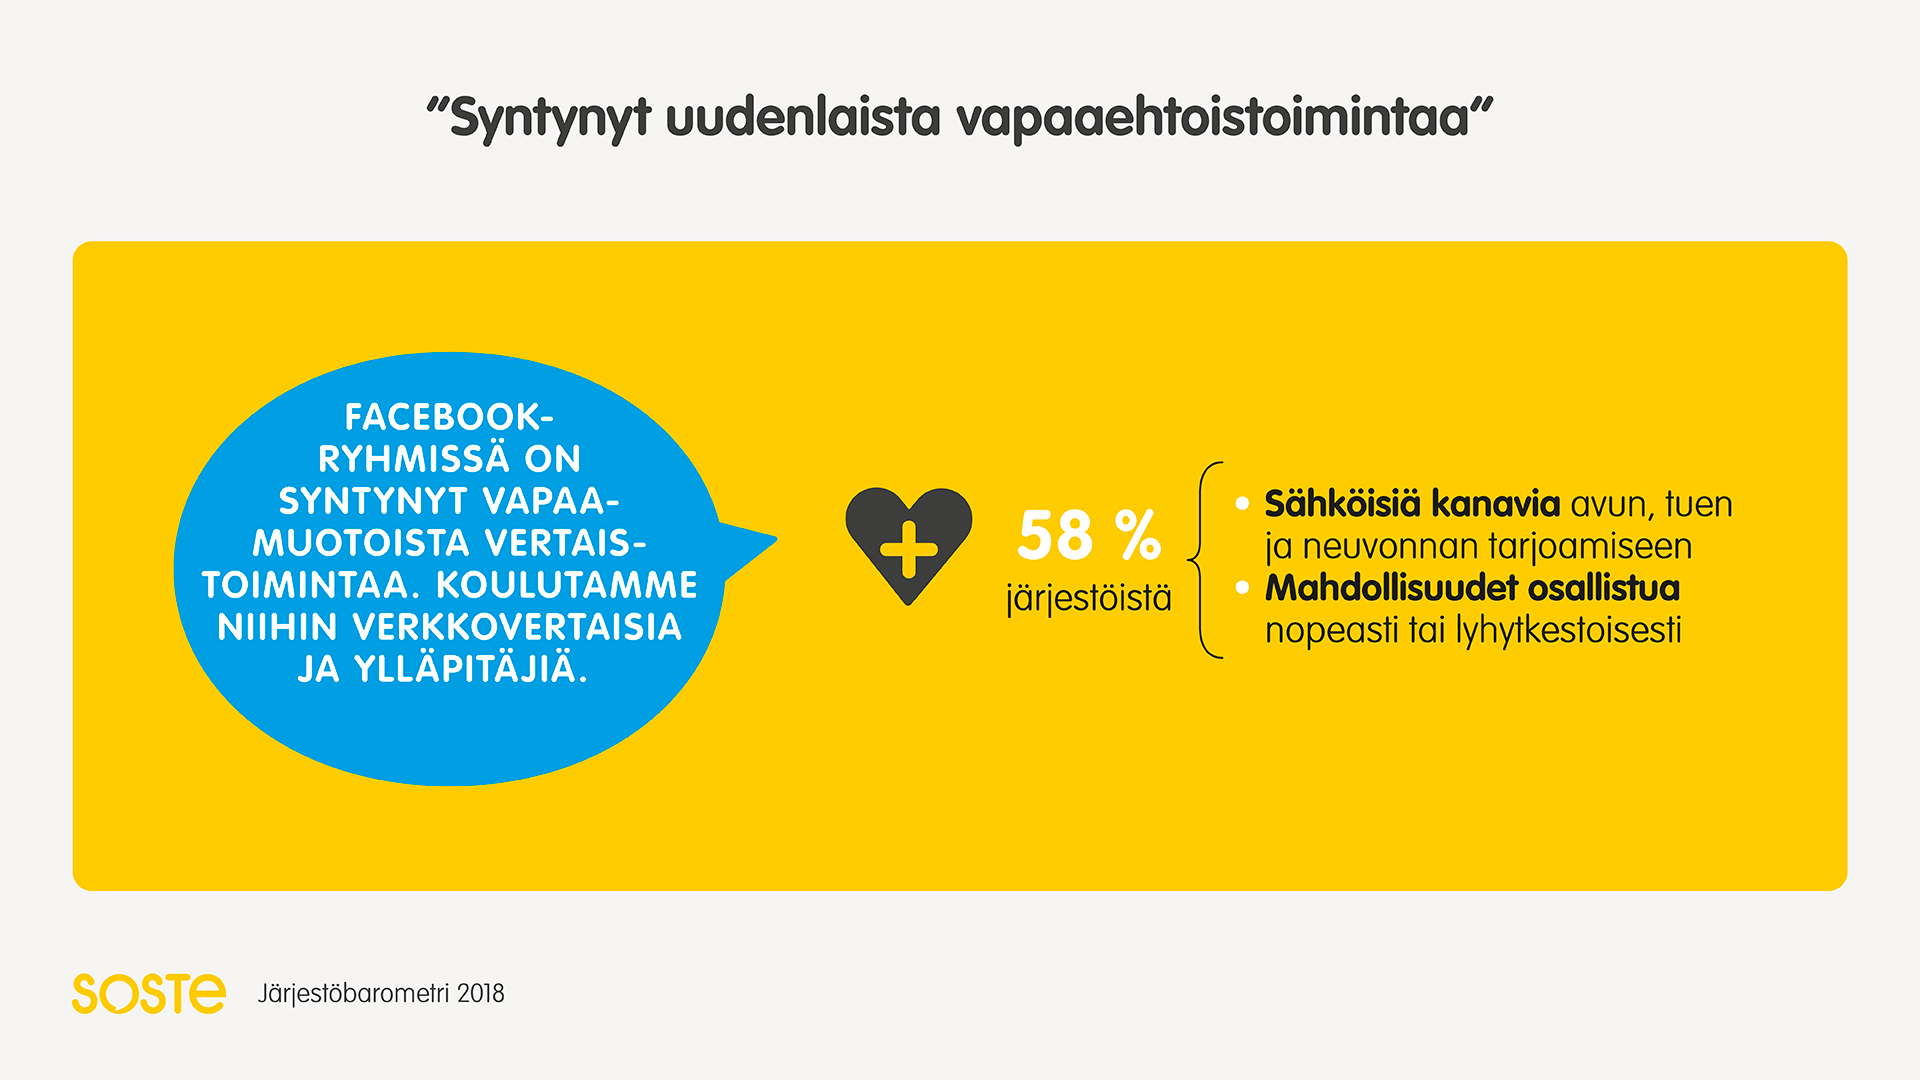 ”Syntynyt uudenlaista vapaaehtoistoimintaa”
FACEBOOK-
RYHMISSÄ ON
SYNTYNYT VAPAA-
MUOTOISTA VERTAIS-
TOIMINTAA. KOULUTAMME
NIIHIN VERKKOVERTAISIA
JA YLLÄPITÄJIÄ.
58 %
järjestöistä
• Sähköisiä kanavia avun, tuen
ja neuvonnan tarjoamiseen
• Mahdollisuudet osallistua
nopeasti tai lyhytkestoisesti
SOSTE
Järjestöbarometri 2018